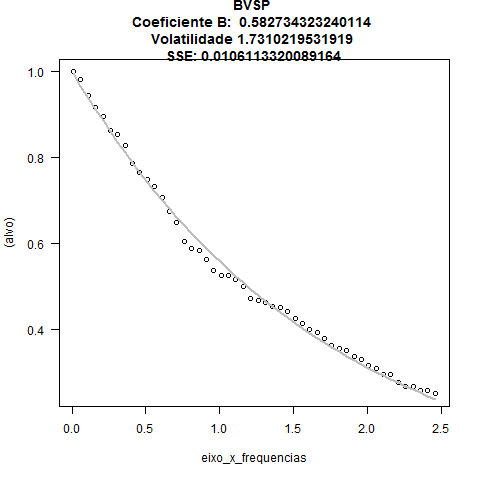 BVSP
Coeficiente B:  0.582734323240114
Volatilidade 1.7310219531919
SSE: 0.0106113320089164
1.0
0.8
0.6
0.4
(alvo)
0.0
0.5
1.0
1.5
2.0
2.5
eixo_x_frequencias